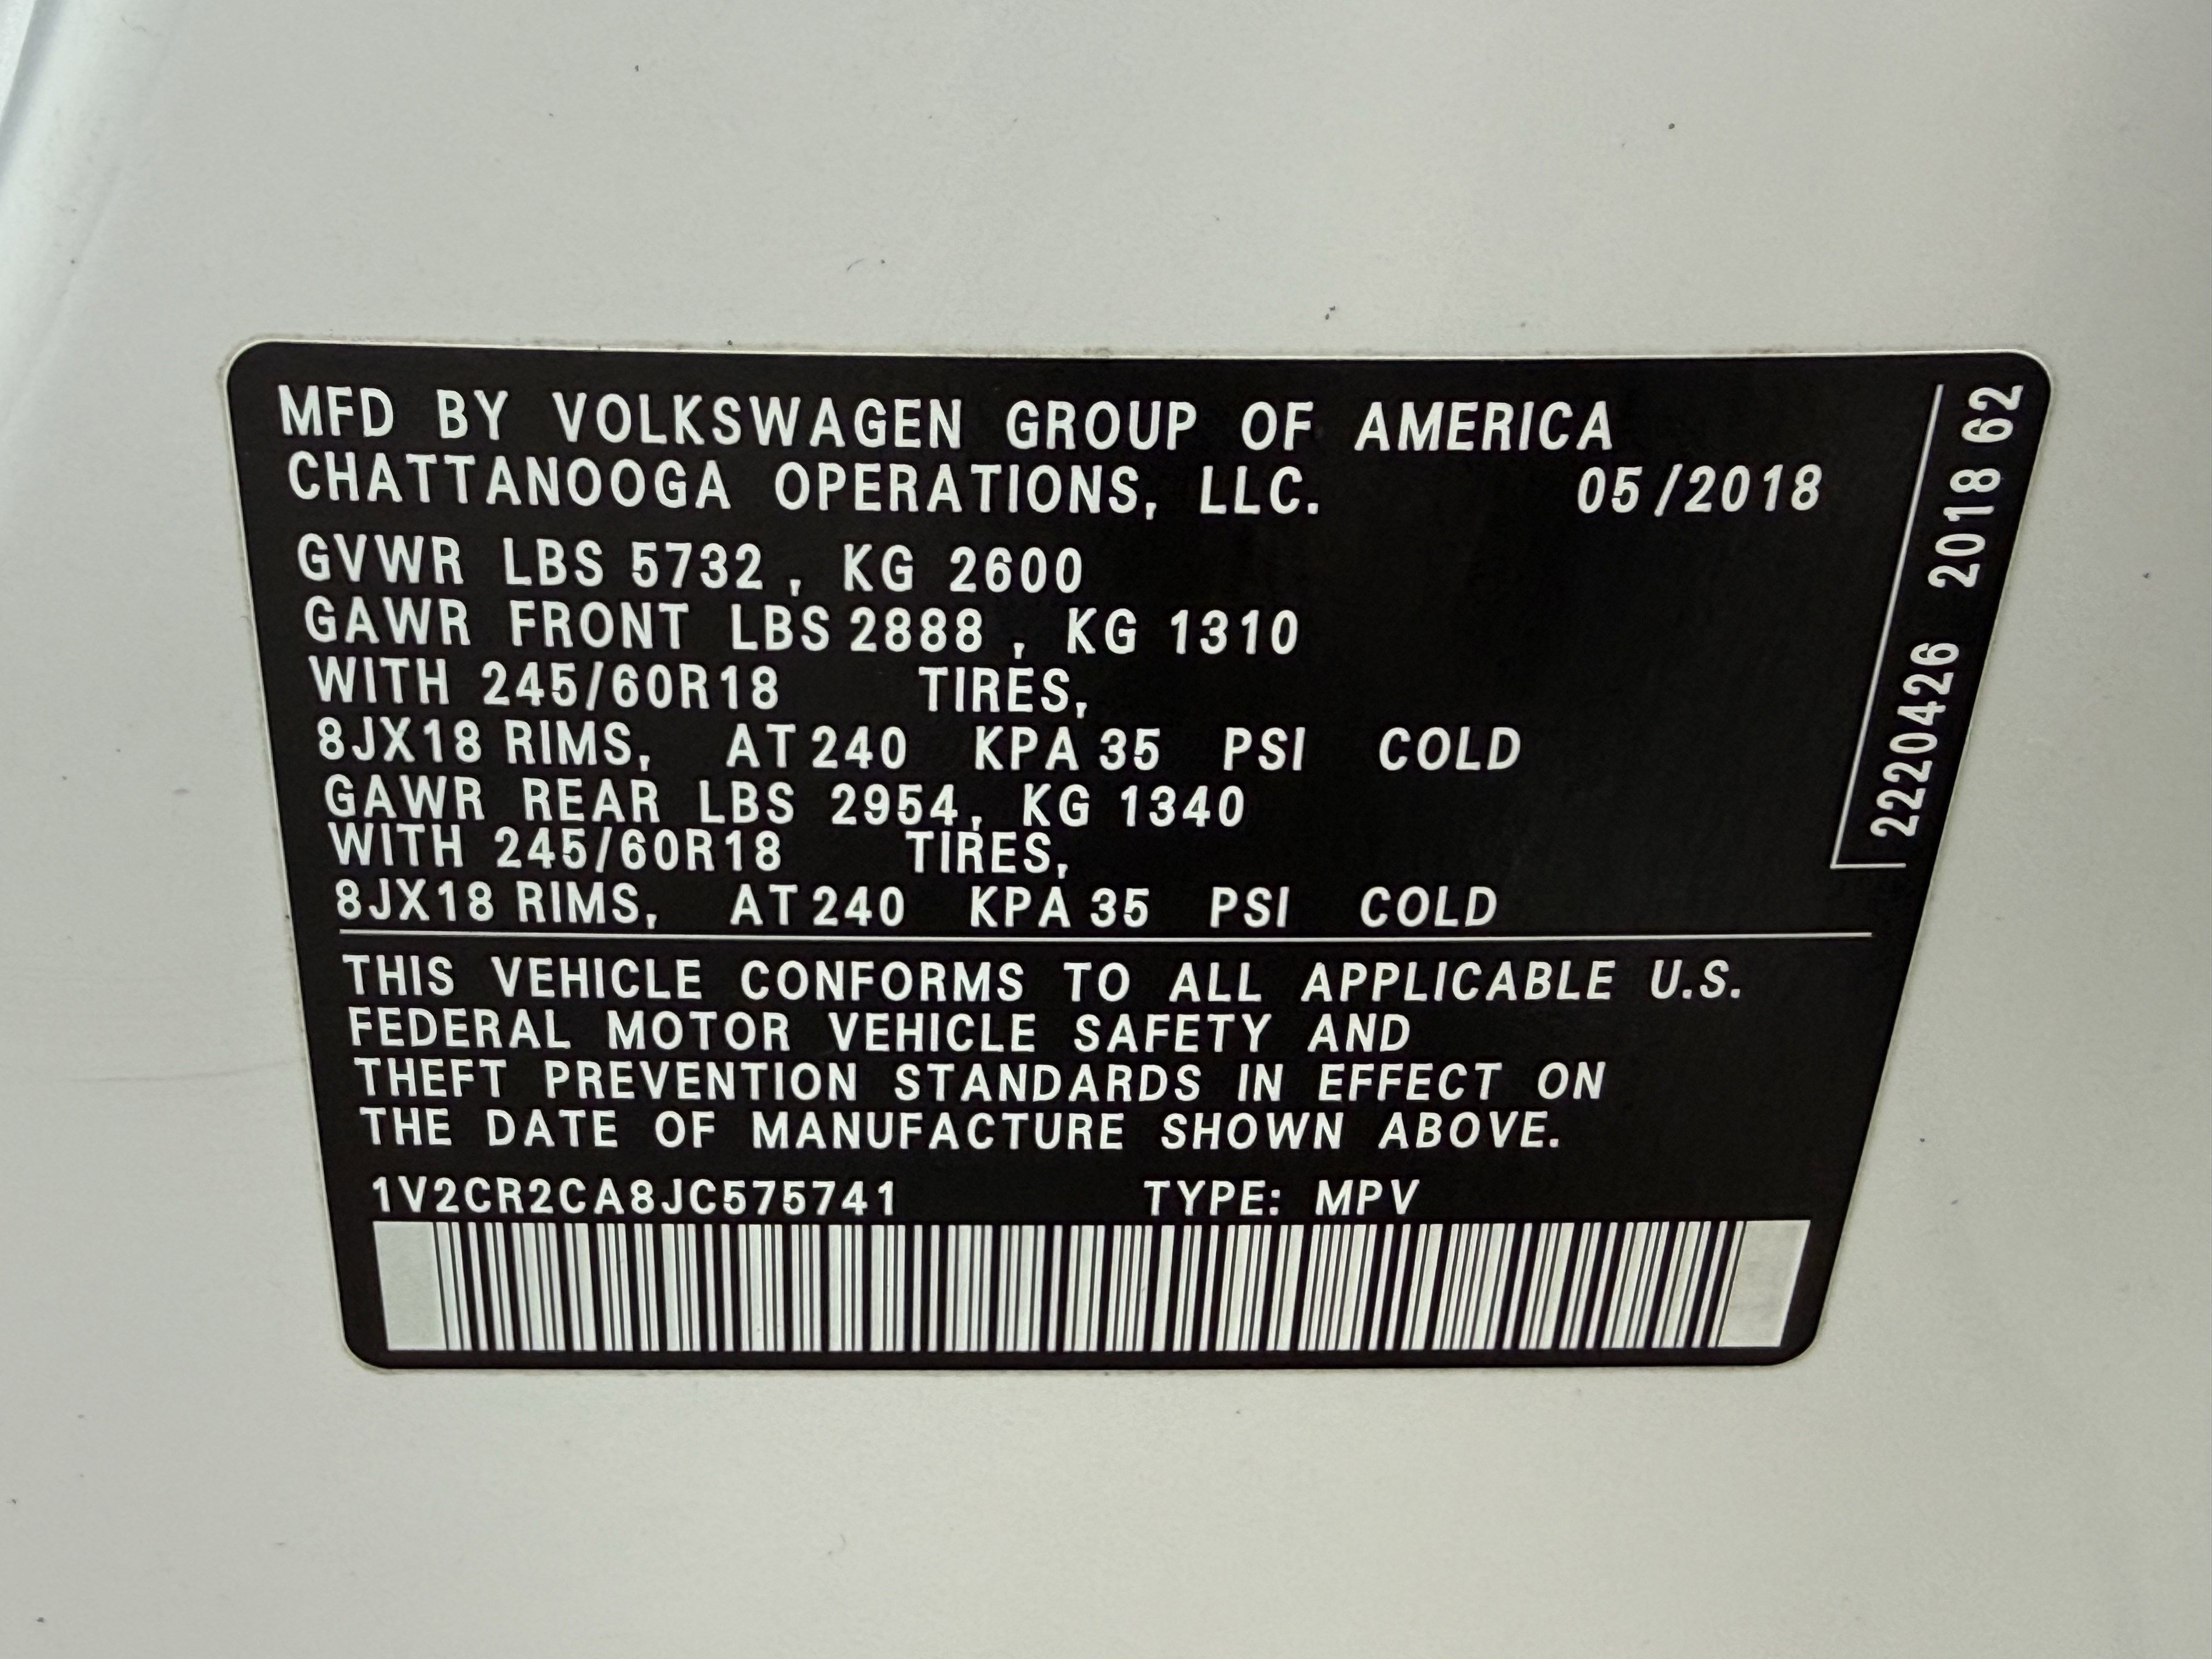 MFD BY VOLKSWAGEN GROUP OF AMERICA
CHATTANOOGA OPERATIONS, LLC. 05/2018
GVWR LBS 5732, KG 2600
GAWR FRONT LBS 2888, KG 1310
WITH 245/60R18 TIRES,
8JX18 RIMS, AT 240 KPA 35 PSI COLD
GAWR REAR LBS 2954, KG 1340
WITH 245/60R18 TIRES,
8JX18 RIMS, AT 240 KPA 35 PSI COLD
THIS VEHICLE CONFORMS TO ALL APPLICABLE U.S.
FEDERAL MOTOR VEHICLE SAFETY AND
THEFT PREVENTION STANDARDS IN EFFECT ON
THE DATE OF MANUFACTURE SHOWN ABOVE.
1V2CR2CA8JC575741 TYPE: MPV
2220426 2018 62